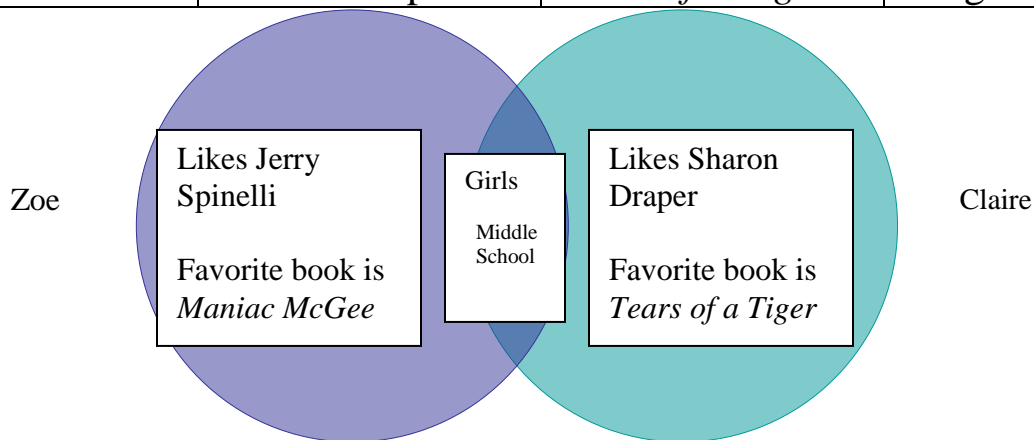 Zoe
Likes Jerry
Spinelli
Favorite book is
Maniac McGee
Girls
Middle
School
Likes Sharon
Draper
Favorite book is
Tears of a Tiger
Claire